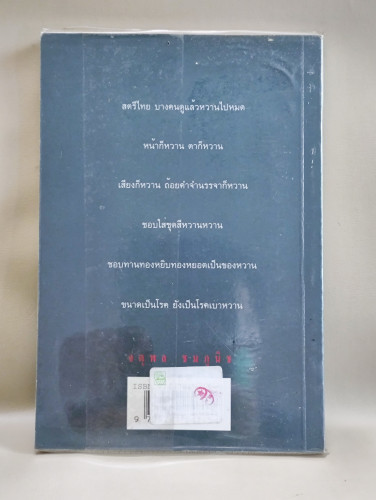 สตรีไทย บางคนดูแล้วหวานไปหมด
หน้าก็หวาน ตาก็หวาน
เสียงก็หวาน ถ้อยคำจำนรรจาก็หวาน
ชอบใส่ชุดสีหวานหวาน
ชอบทานทองหยิบทองหยอดเป็นของหวาน
ขนาดเป็นโรค ยังเป็นโรคเบาหวาน
ISBN
9 7